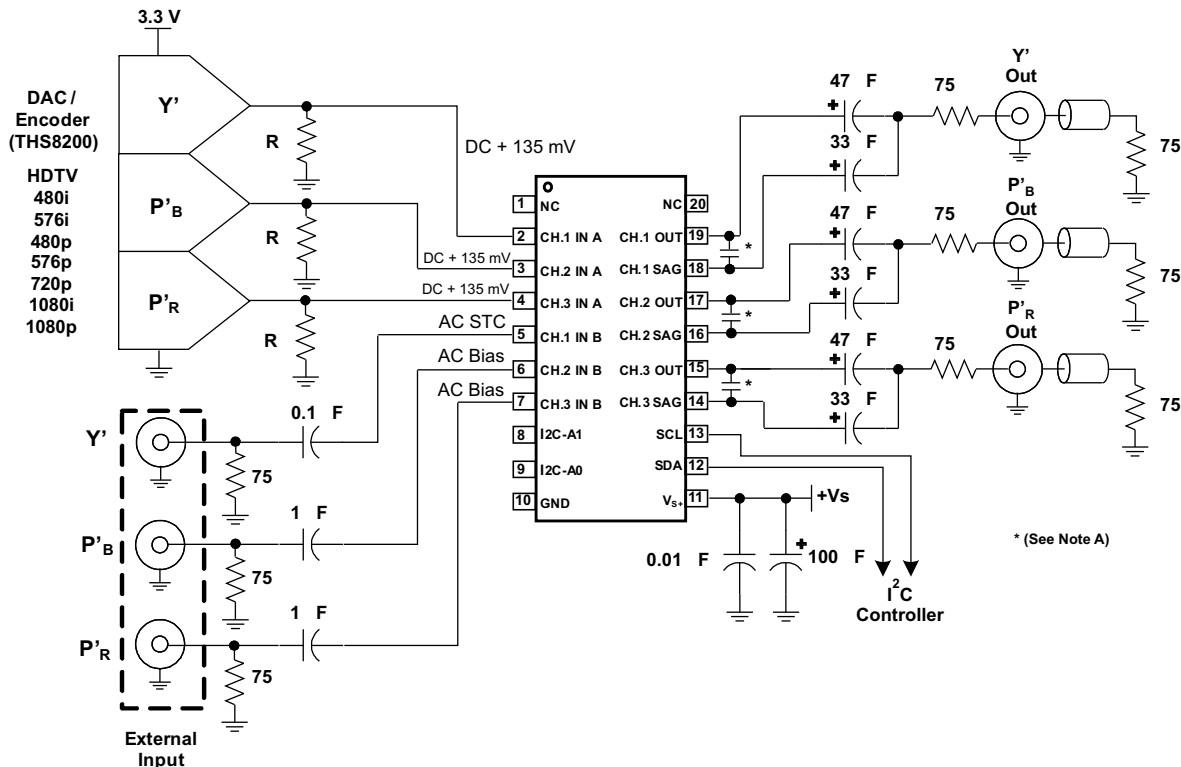 3.3 V
DAC /
Encoder
(THS8200)
HDTV
480i
576i
480p
576p
720p
1080i
1080p
Y'
P'B
P'R
R
R
R
DC + 135 mV
DC + 135 mV
DC + 135 mV
AC STC
AC Bias
AC Bias
Y'
P'B
P'R
0.1 F
1 F
1 F
75
75
75
External
Input
1 NC
2 CH.1 IN A
3 CH.2 IN A
4 CH.3 IN A
5 CH.1 IN B
6 CH.2 IN B
7 CH.3 IN B
8 I2C-A1
9 I2C-A0
10 GND
NC 20
CH.1 OUT 19
CH.1 SAG 18
CH.2 OUT 17
CH.2 SAG 16
CH.3 OUT 15
CH.3 SAG 14
SCL 13
SDA 12
VS+ 11
*
*
*
+
47 F
+
33 F
75
Y'
Out
75
+
47 F
+
33 F
75
P'B
Out
75
+
47 F
+
33 F
75
P'R
Out
75
+Vs
0.01 F
+
100 F
I2C
Controller
* (See Note A)